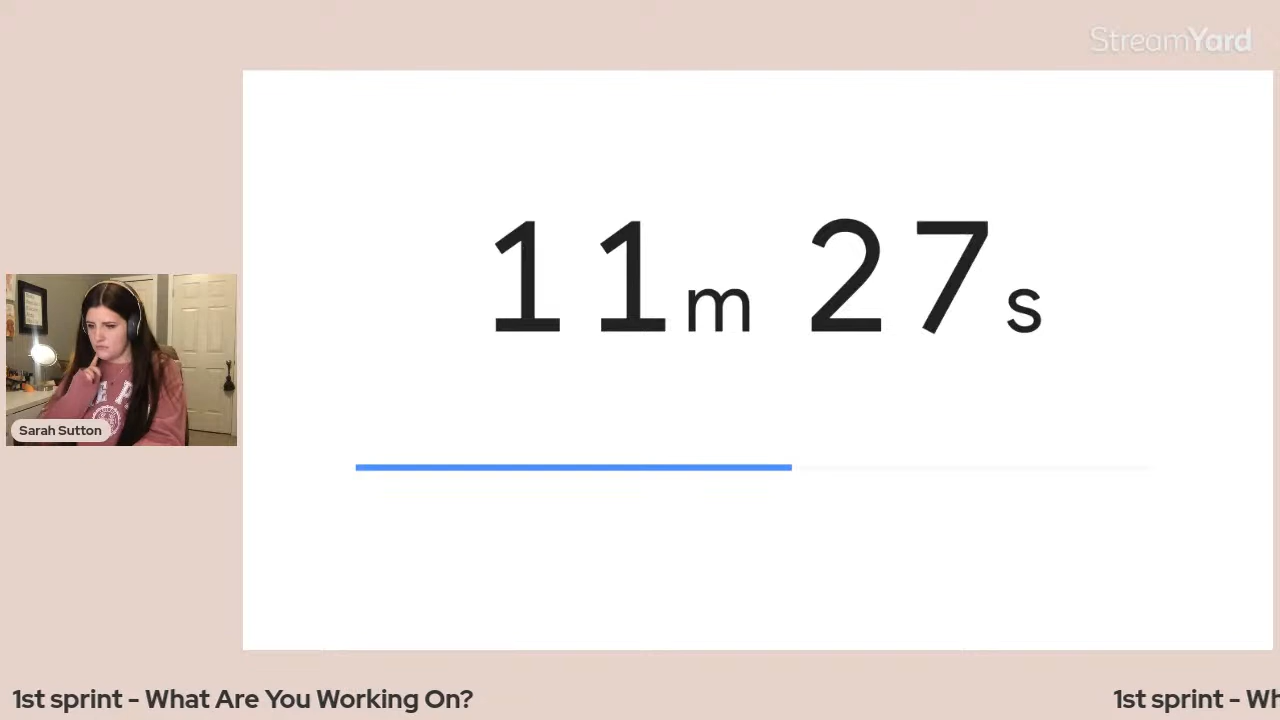 StreamYard
11m 27s
Sarah Sutton
1st sprint - What Are You Working On?
1st sprint - Wh